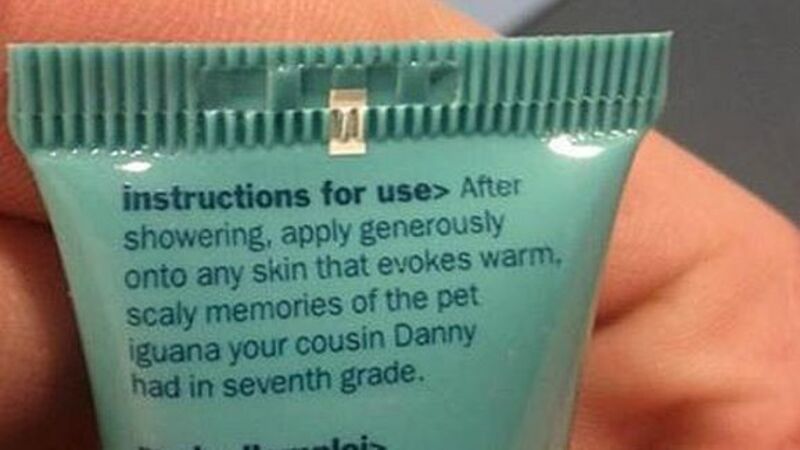 instructions for use> After
showering, apply generously
onto any skin that evokes warm,
scaly memories of the pet
iguana your cousin Danny
had in seventh grade.